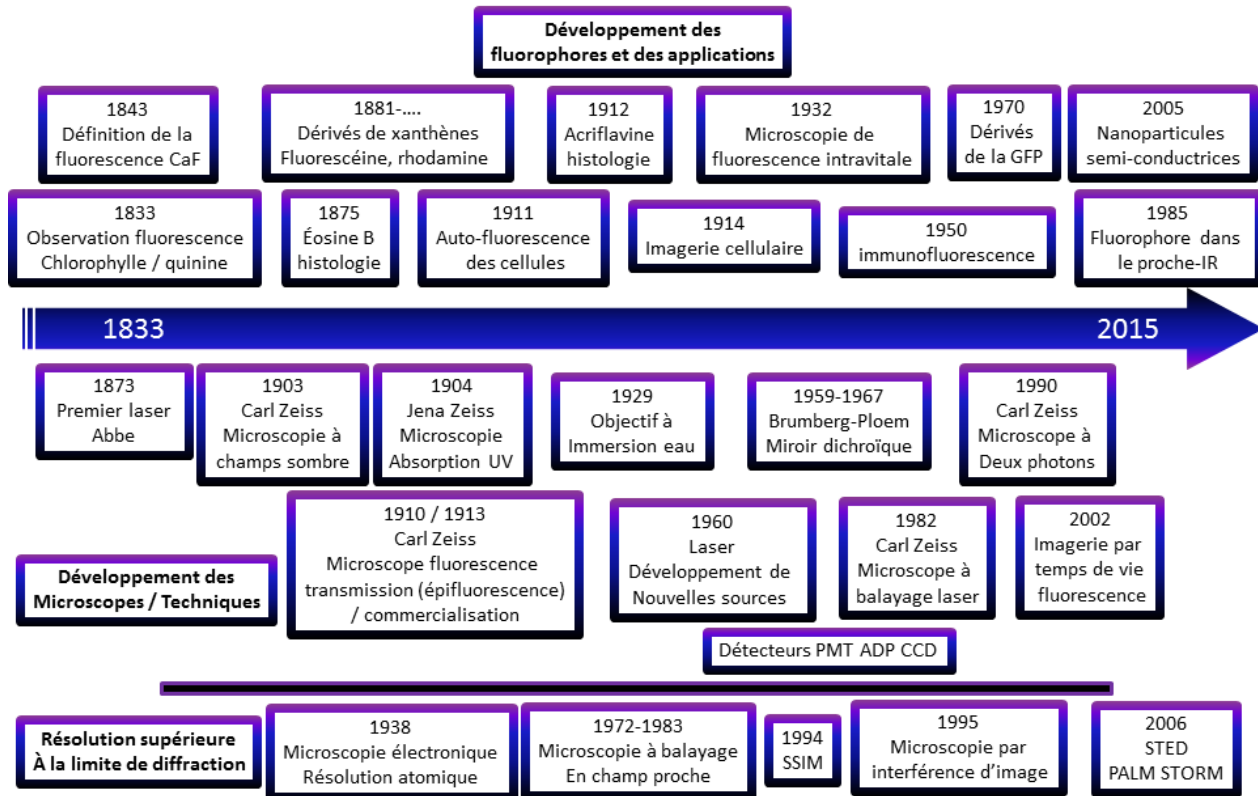 Développement des
fluorophores et des applications
1843
Définition de la
fluorescence CaF
1881-....
Dérivés de xanthènes
Fluorescéine, rhodamine
1912
Acriflavine
histologie
1932
Microscopie de
fluorescence intravitale
1970
Dérivés
de la GFP
2005
Nanoparticules
semi-conductrices
1833
Observation fluorescence
Chlorophylle / quinine
1875
Éosine B
histologie
1911
Auto-fluorescence
des cellules
1914
Imagerie cellulaire
1950
immunofluorescence
1985
Fluorophore dans
le proche-IR
1833
2015
1873
Premier laser
Abbe
1903
Carl Zeiss
Microscopie à
champs sombre
1904
Jena Zeiss
Microscopie
Absorption UV
1929
Objectif à
Immersion eau
1959-1967
Brumberg-Ploem
Miroir dichroïque
1990
Carl Zeiss
Microscope à
Deux photons
Développement des
Microscopes / Techniques
1910 / 1913
Carl Zeiss
Microscope fluorescence
transmission (épifluorescence)
/ commercialisation
1960
Laser
Développement de
Nouvelles sources
1982
Carl Zeiss
Microscope à
balayage laser
2002
Imagerie par
temps de vie
fluorescence
Détecteurs PMT ADP CCD
Résolution supérieure
À la limite de diffraction
1938
Microscopie électronique
Résolution atomique
1972-1983
Microscopie à balayage
En champ proche
1994
SSIM
1995
Microscopie par
interférence d'image
2006
STED
PALM STORM